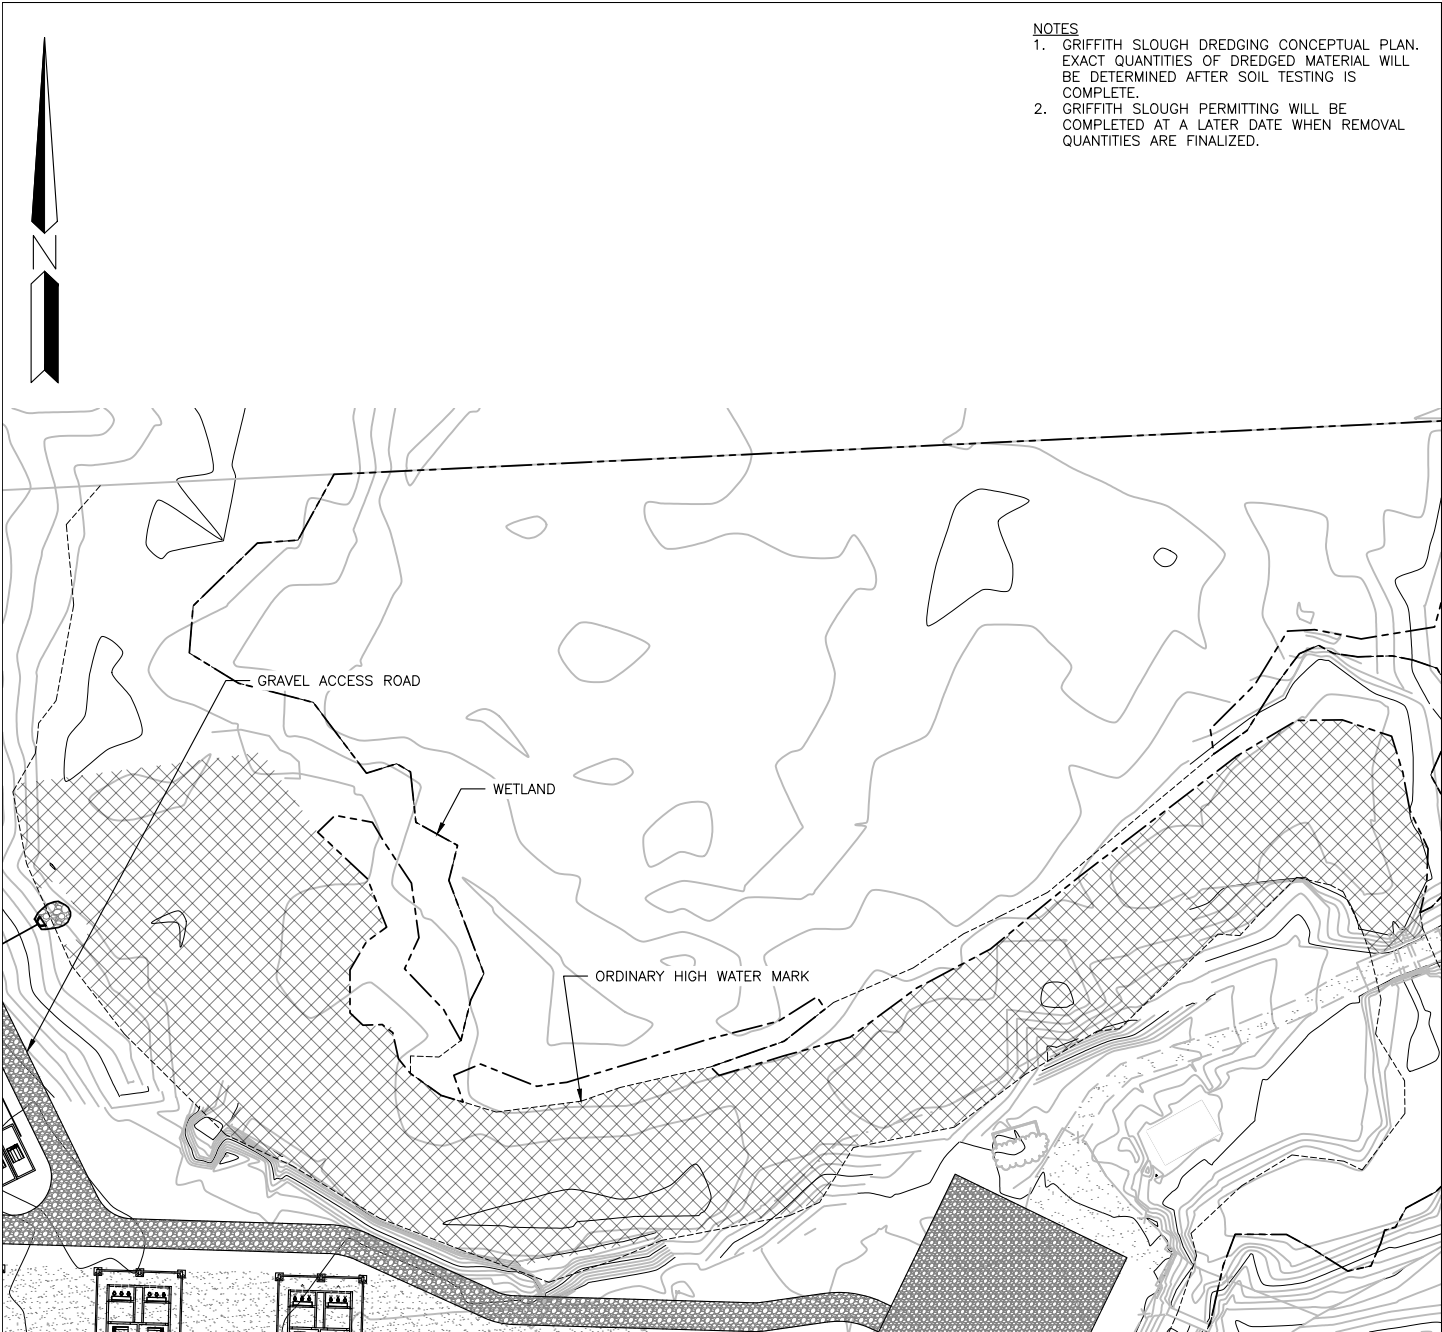 NOTES
1. GRIFFITH SLOUGH DREDGING CONCEPTUAL PLAN.
EXACT QUANTITIES OF DREDGED MATERIAL WILL
BE DETERMINED AFTER SOIL TESTING IS
COMPLETE.
2. GRIFFITH SLOUGH PERMITTING WILL BE
COMPLETED AT A LATER DATE WHEN REMOVAL
QUANTITIES ARE FINALIZED.
N
GRAVEL ACCESS ROAD
WETLAND
ORDINARY HIGH WATER MARK